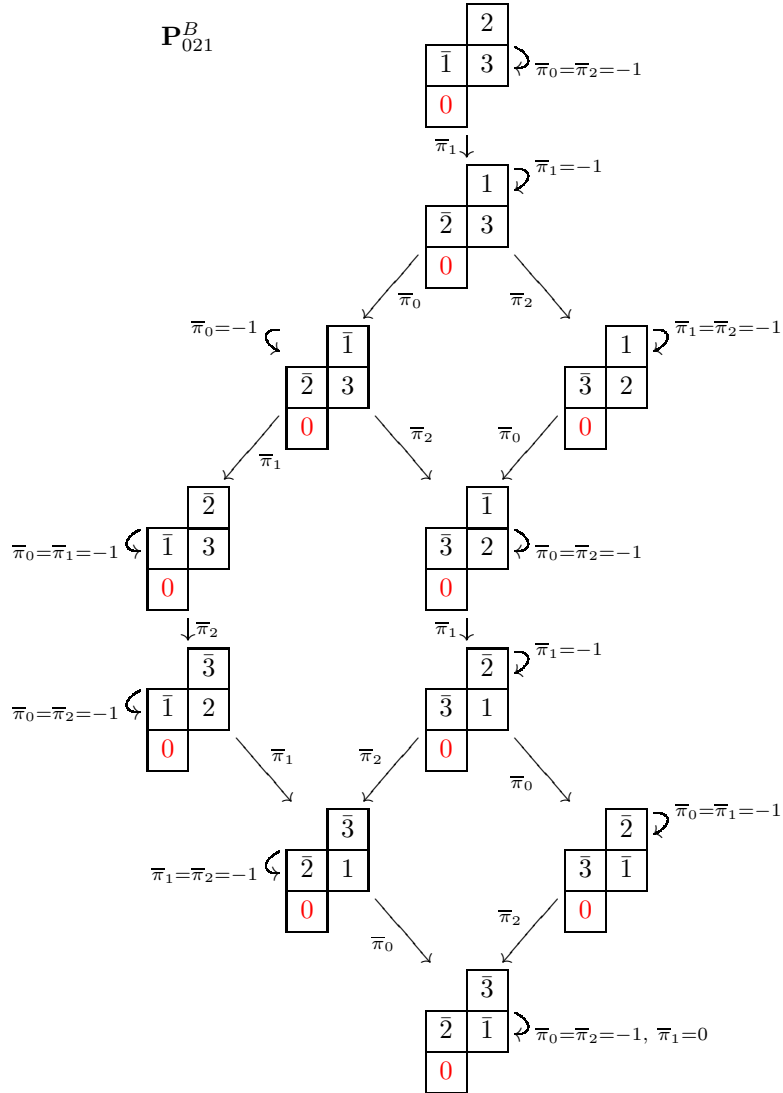 𝐏ᴮ₀₂₁
2
1̄ 3 π̅₀=π̅₂=−1
0
π̅₁
1 π̅₁=−1
2̄ 3
0
π̅₀ π̅₂
π̅₀=−1 1̄ 1 π̅₁=π̅₂=−1
2̄ 3 3̄ 2
0 0
π̅₁ π̅₂ π̅₀
2̄ 1̄
π̅₀=π̅₁=−1 1̄ 3 3̄ 2 π̅₀=π̅₂=−1
0 0
π̅₂ π̅₁
3̄ 2̄ π̅₁=−1
π̅₀=π̅₂=−1 1̄ 2 3̄ 1
0 0
π̅₁ π̅₂ π̅₀
3̄ 2̄ π̅₀=π̅₁=−1
π̅₁=π̅₂=−1 2̄ 1 3̄ 1̄
0 0
π̅₀ π̅₂
3̄
2̄ 1̄ π̅₀=π̅₂=−1, π̅₁=0
0